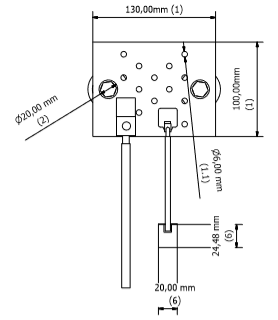 130,00mm (1)
100,00mm
(1)
Ø20,00 mm
(2)
Ø6,00 mm
(1.1)
24,48 mm
(6)
20,00 mm
(6)